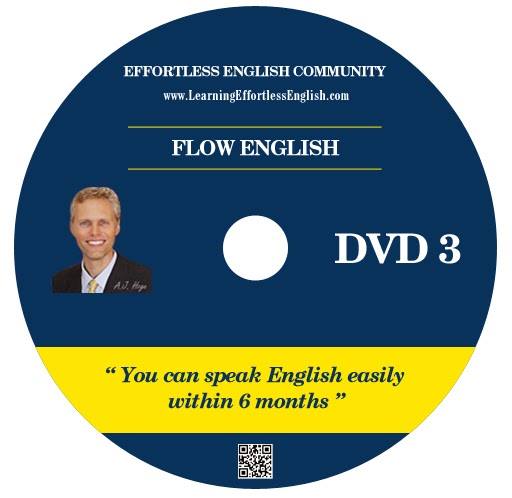 EFFORTLESS ENGLISH COMMUNITY
www.LearningEffortlessEnglish.com
FLOW ENGLISH
A.J. Hoge
DVD 3
“ You can speak English easily
within 6 months ”